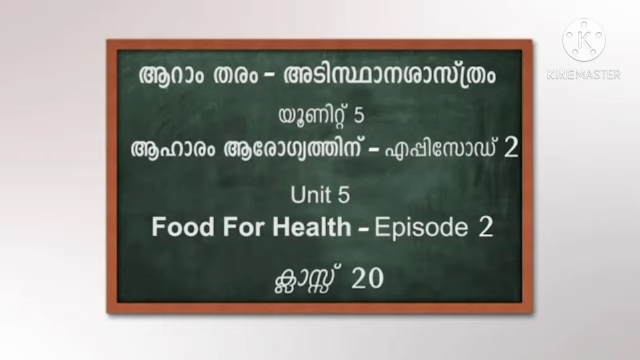 KINEMASTER
ആറാം തരം – അടിസ്ഥാനശാസ്ത്രം
യൂണിറ്റ് 5
ആഹാരം ആരോഗ്യത്തിന് – എപ്പിസോഡ് 2
Unit 5
Food For Health – Episode 2
ക്ലാസ്സ് 20